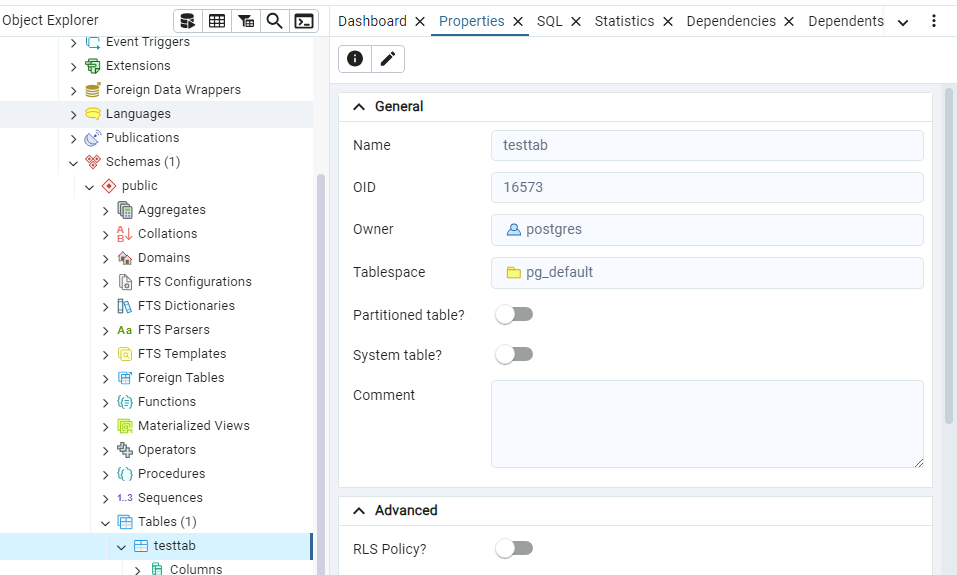 Object Explorer
Event Triggers
Extensions
Foreign Data Wrappers
Languages
Publications
Schemas (1)
public
Aggregates
Collations
Domains
FTS Configurations
FTS Dictionaries
Aa FTS Parsers
FTS Templates
Foreign Tables
Functions
Materialized Views
Operators
Procedures
1..3 Sequences
Tables (1)
testtab
Columns
Dashboard Properties SQL Statistics Dependencies Dependents
General
Name testtab
OID 16573
Owner postgres
Tablespace pg_default
Partitioned table?
System table?
Comment
Advanced
RLS Policy?